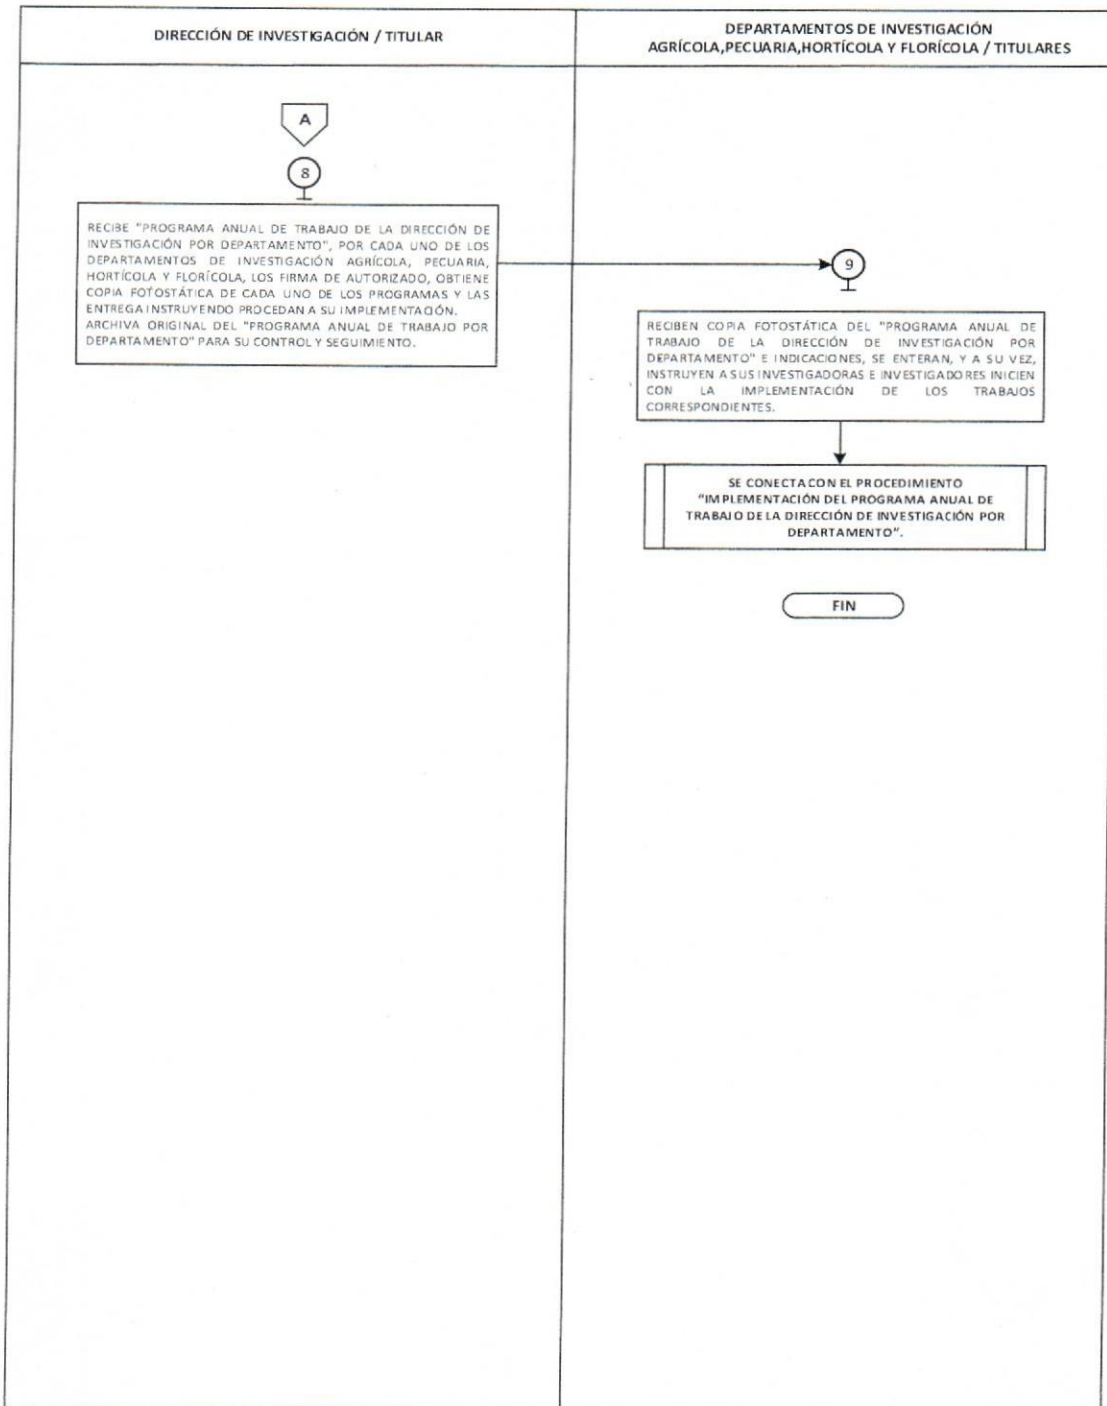 DIRECCIÓN DE INVESTIGACIÓN / TITULAR
DEPARTAMENTOS DE INVESTIGACIÓN
AGRÍCOLA,PECUARIA,HORTÍCOLA Y FLORÍCOLA / TITULARES
A
8
RECIBE "PROGRAMA ANUAL DE TRABAJO DE LA DIRECCIÓN DE
INVESTIGACIÓN POR DEPARTAMENTO", POR CADA UNO DE LOS
DEPARTAMENTOS DE INVESTIGACIÓN AGRÍCOLA, PECUARIA,
HORTÍCOLA Y FLORÍCOLA, LOS FIRMA DE AUTORIZADO, OBTIENE
COPIA FOTOSTÁTICA DE CADA UNO DE LOS PROGRAMAS Y LAS
ENTREGA INSTRUYENDO PROCEDAN A SU IMPLEMENTACIÓN.
ARCHIVA ORIGINAL DEL "PROGRAMA ANUAL DE TRABAJO POR
DEPARTAMENTO" PARA SU CONTROL Y SEGUIMIENTO.
9
RECIBEN COPIA FOTOSTÁTICA DEL "PROGRAMA ANUAL DE
TRABAJO DE LA DIRECCIÓN DE INVESTIGACIÓN POR
DEPARTAMENTO" E INDICACIONES, SE ENTERAN, Y A SU VEZ,
INSTRUYEN A SUS INVESTIGADORAS E INVESTIGADORES INICIEN
CON LA IMPLEMENTACIÓN DE LOS TRABAJOS
CORRESPONDIENTES.
SE CONECTA CON EL PROCEDIMIENTO
"IMPLEMENTACIÓN DEL PROGRAMA ANUAL DE
TRABAJO DE LA DIRECCIÓN DE INVESTIGACIÓN POR
DEPARTAMENTO".
FIN